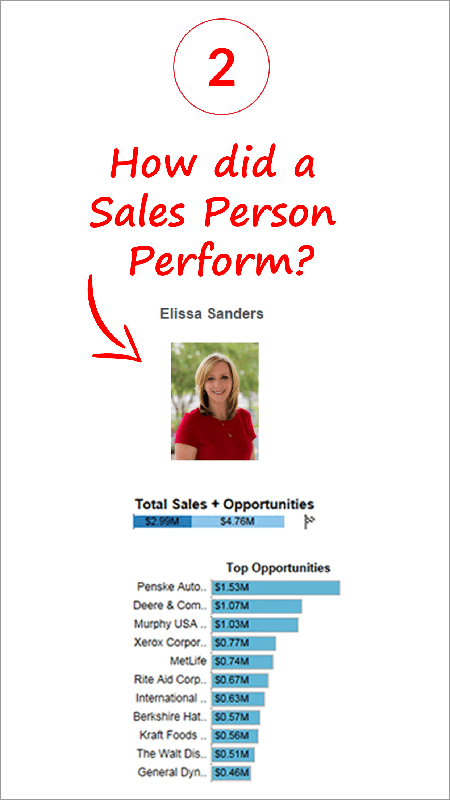 2
How did a
Sales Person
Perform?
Elissa Sanders
Total Sales + Opportunities
$2.99M $4.76M
Top Opportunities
Penske Auto.. $1.53M
Deere & Com.. $1.07M
Murphy USA .. $1.03M
Xerox Corpor.. $0.77M
MetLife $0.74M
Rite Aid Corp.. $0.67M
International .. $0.63M
Berkshire Hat.. $0.57M
Kraft Foods .. $0.56M
The Walt Dis.. $0.51M
General Dyn.. $0.46M